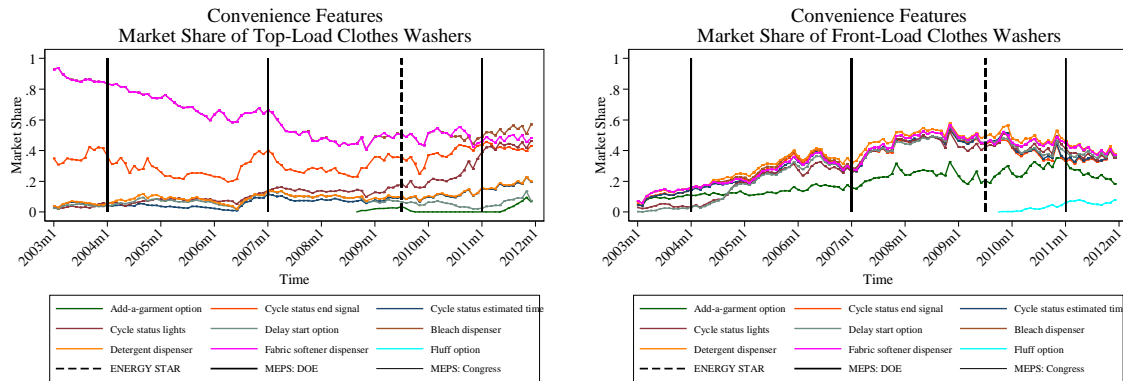 Convenience Features
Market Share of Top-Load Clothes Washers
Market Share
1
.8
.6
.4
.2
0
2003m1
2004m1
2005m1
2006m1
2007m1
2008m1
2009m1
2010m1
2011m1
2012m1
Time
Add-a-garment option
Cycle status end signal
Cycle status estimated time
Cycle status lights
Delay start option
Bleach dispenser
Detergent dispenser
Fabric softener dispenser
Fluff option
ENERGY STAR
MEPS: DOE
MEPS: Congress
Convenience Features
Market Share of Front-Load Clothes Washers
Market Share
1
.8
.6
.4
.2
0
2003m1
2004m1
2005m1
2006m1
2007m1
2008m1
2009m1
2010m1
2011m1
2012m1
Time
Add-a-garment option
Cycle status end signal
Cycle status estimated time
Cycle status lights
Delay start option
Bleach dispenser
Detergent dispenser
Fabric softener dispenser
Fluff option
ENERGY STAR
MEPS: DOE
MEPS: Congress